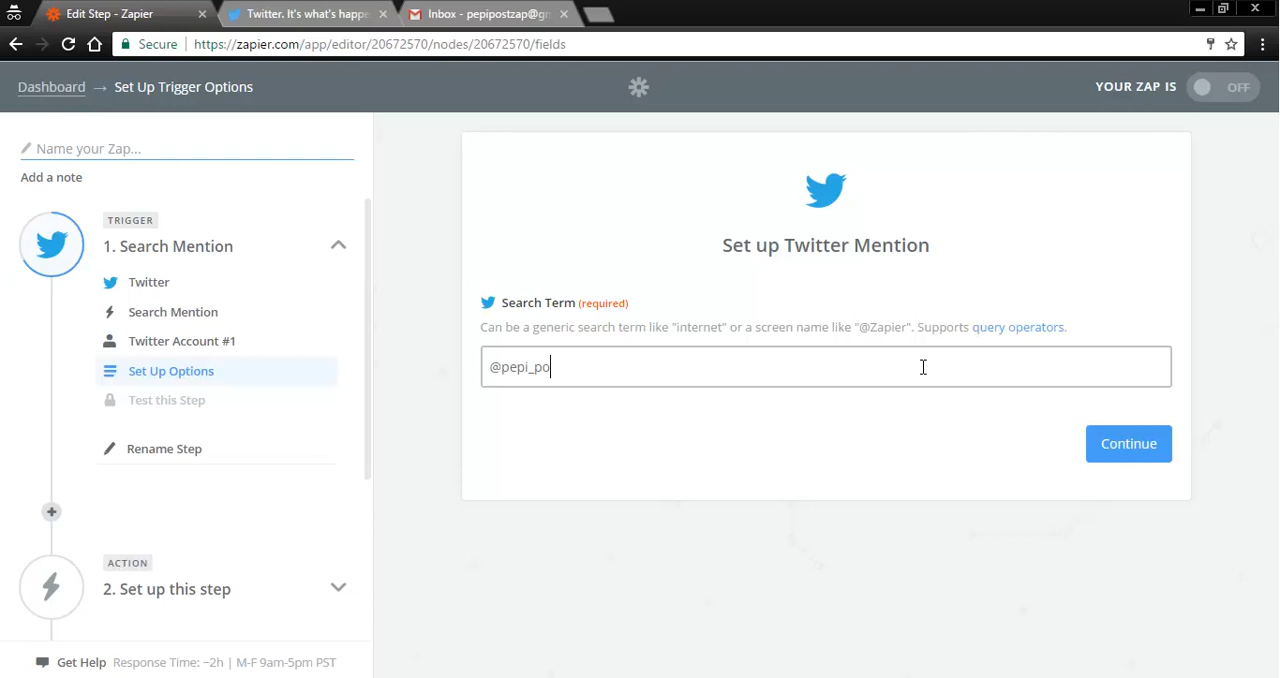 Edit Step - Zapier
Twitter. It's what's happe
Inbox - pepipostzap@gm
Secure
https://zapier.com/app/editor/20672570/nodes/20672570/fields
Dashboard → Set Up Trigger Options
YOUR ZAP IS
OFF
Name your Zap...
Add a note
TRIGGER
1. Search Mention
Twitter
Search Mention
Twitter Account #1
Set Up Options
Test this Step
Rename Step
ACTION
2. Set up this step
Get Help Response Time: ~2h | M-F 9am-5pm PST
Set up Twitter Mention
Search Term (required)
Can be a generic search term like "internet" or a screen name like "@Zapier". Supports query operators.
@pepi_po
Continue